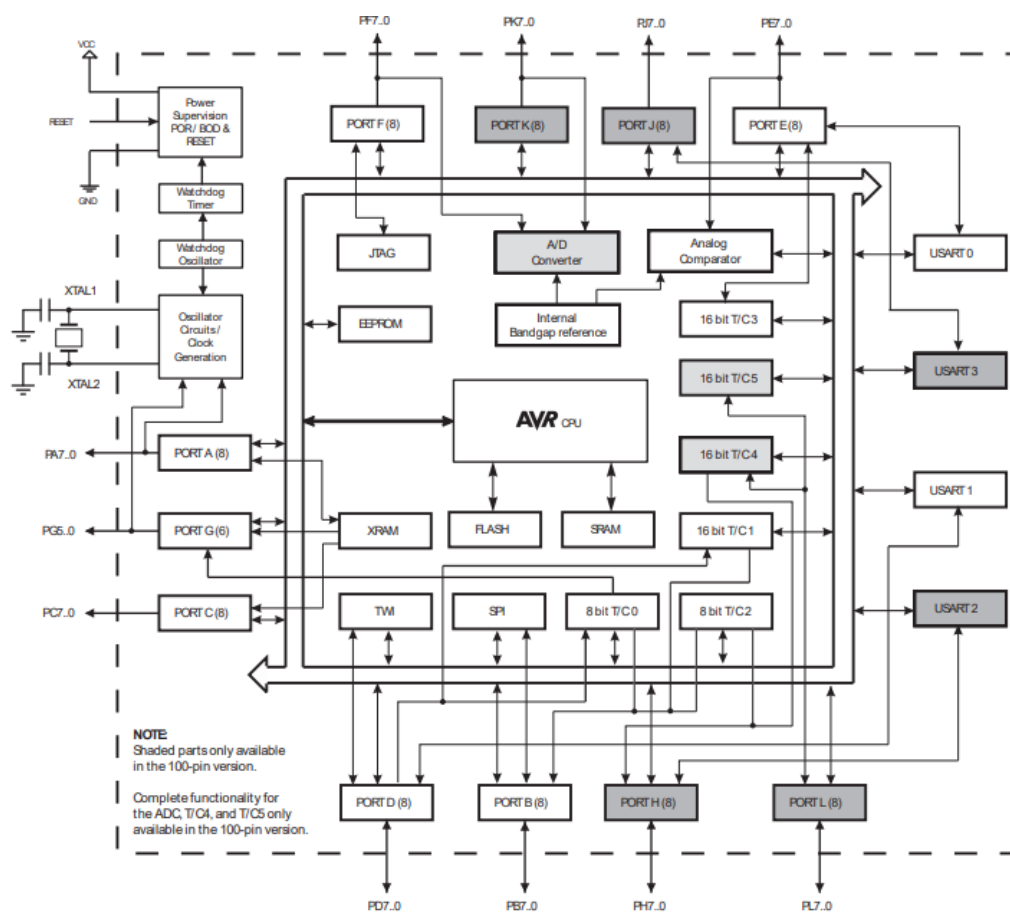 PF7..0
PK7..0
PJ7..0
PE7..0
VCC
RESET
GND
Power
Supervision
POR / BOD &
RESET
PORT F (8)
PORT K (8)
PORT J (8)
PORT E (8)
Watchdog
Timer
Watchdog
Oscillator
JTAG
A/D
Converter
Analog
Comparator
USART 0
XTAL1
XTAL2
Oscillator
Circuits /
Clock
Generation
EEPROM
Internal
Bandgap reference
16 bit T/C3
16 bit T/C5
USART 3
AVR CPU
PA7..0
PORT A (8)
16 bit T/C4
USART 1
PG5..0
PORT G (6)
XRAM
FLASH
SRAM
16 bit T/C1
PC7..0
PORT C (8)
TWI
SPI
8 bit T/C0
8 bit T/C2
USART 2
NOTE:
Shaded parts only available
in the 100-pin version.
Complete functionality for
the ADC, T/C4, and T/C5 only
available in the 100-pin version.
PORT D (8)
PORT B (8)
PORT H (8)
PORT L (8)
PD7..0
PB7..0
PH7..0
PL7..0